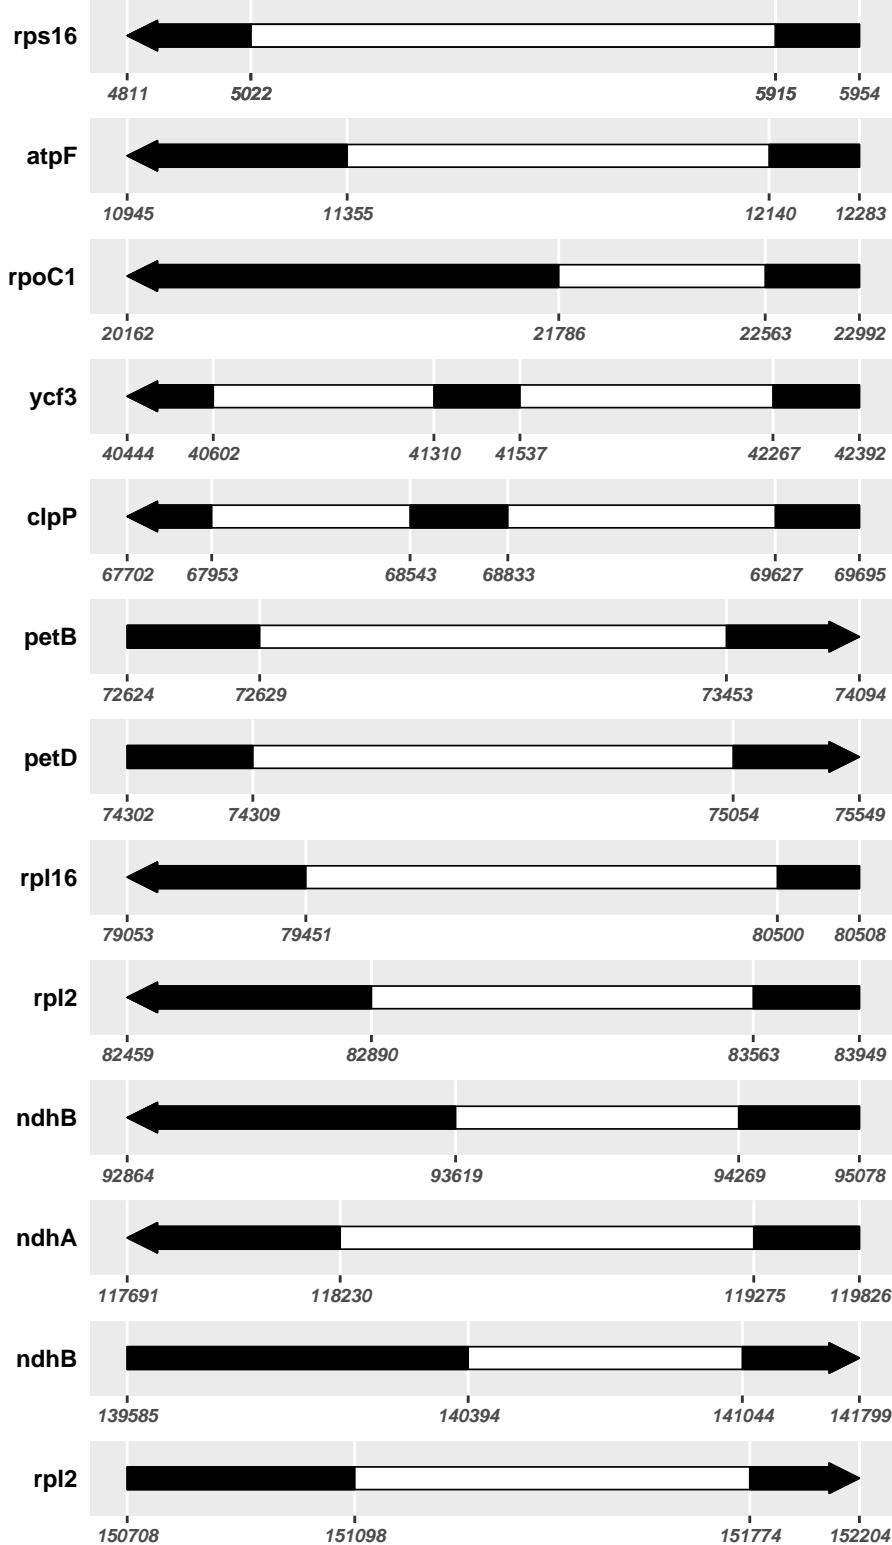 rps16
4811 5022 5915 5954
atpF
10945 11355 12140 12283
rpoC1
20162 21786 22563 22992
ycf3
40444 40602 41310 41537 42267 42392
clpP
67702 67953 68543 68833 69627 69695
petB
72624 72629 73453 74094
petD
74302 74309 75054 75549
rpl16
79053 79451 80500 80508
rpl2
82459 82890 83563 83949
ndhB
92864 93619 94269 95078
ndhA
117691 118230 119275 119826
ndhB
139585 140394 141044 141799
rpl2
150708 151098 151774 152204